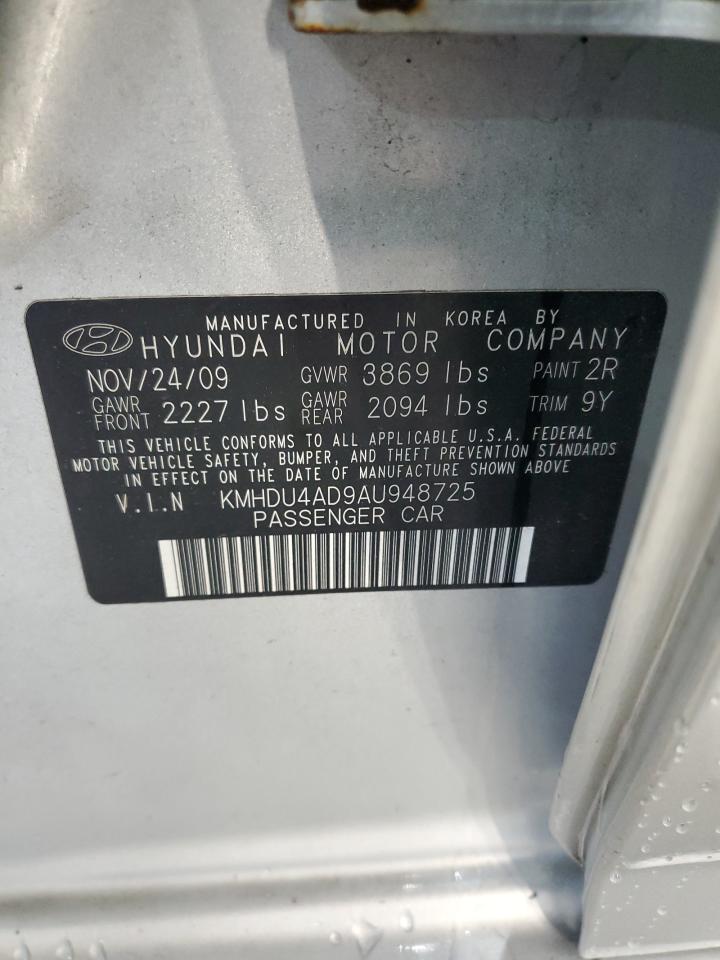 MANUFACTURED IN KOREA BY
HYUNDAI MOTOR COMPANY
NOV/24/09 GVWR 3869 lbs PAINT 2R
GAWR FRONT 2227 lbs GAWR REAR 2094 lbs TRIM 9Y
THIS VEHICLE CONFORMS TO ALL APPLICABLE U.S.A. FEDERAL
MOTOR VEHICLE SAFETY, BUMPER, AND THEFT PREVENTION STANDARDS
IN EFFECT ON THE DATE OF MANUFACTURE SHOWN ABOVE
V.I.N KMHDU4AD9AU948725
PASSENGER CAR